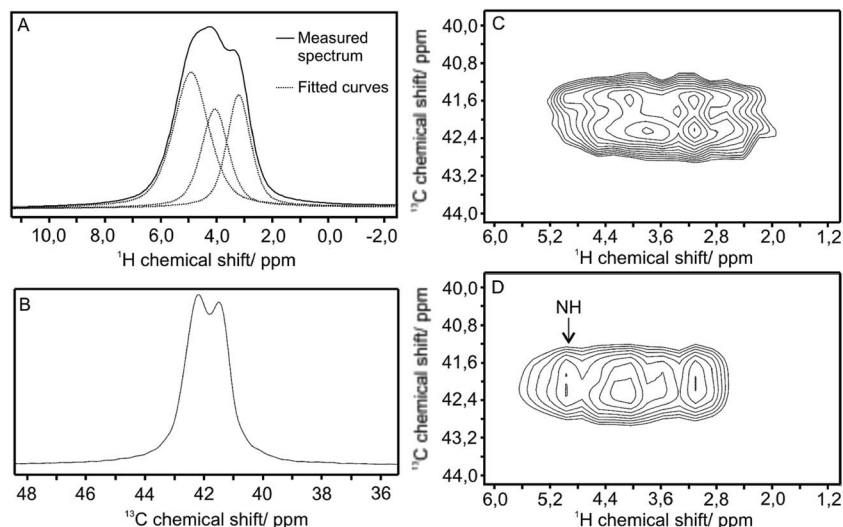 A
Measured
spectrum
Fitted curves
10,0 8,0 6,0 4,0 2,0 0,0 -2,0
¹H chemical shift/ ppm
B
48 46 44 42 40 38 36
¹³C chemical shift/ ppm
C
40,0
40,8
41,6
42,4
43,2
44,0
¹³C chemical shift/ ppm
6,0 5,2 4,4 3,6 2,8 2,0 1,2
¹H chemical shift/ ppm
D
NH
40,0
40,8
41,6
42,4
43,2
44,0
¹³C chemical shift/ ppm
6,0 5,2 4,4 3,6 2,8 2,0 1,2
¹H chemical shift/ ppm